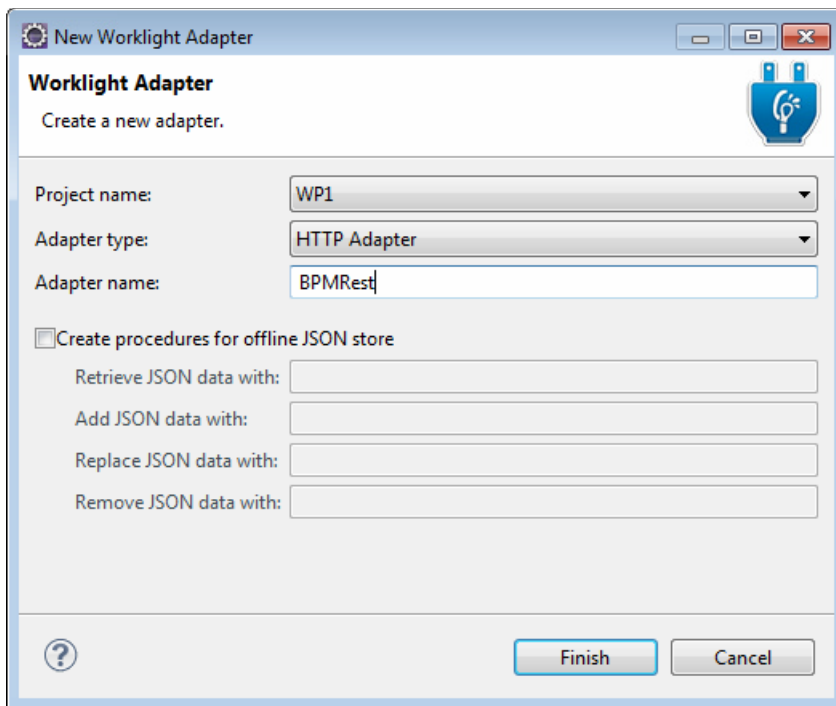 New Worklight Adapter
Worklight Adapter
Create a new adapter.
Project name: WP1
Adapter type: HTTP Adapter
Adapter name: BPMRest
Create procedures for offline JSON store
Retrieve JSON data with:
Add JSON data with:
Replace JSON data with:
Remove JSON data with:
? Finish Cancel